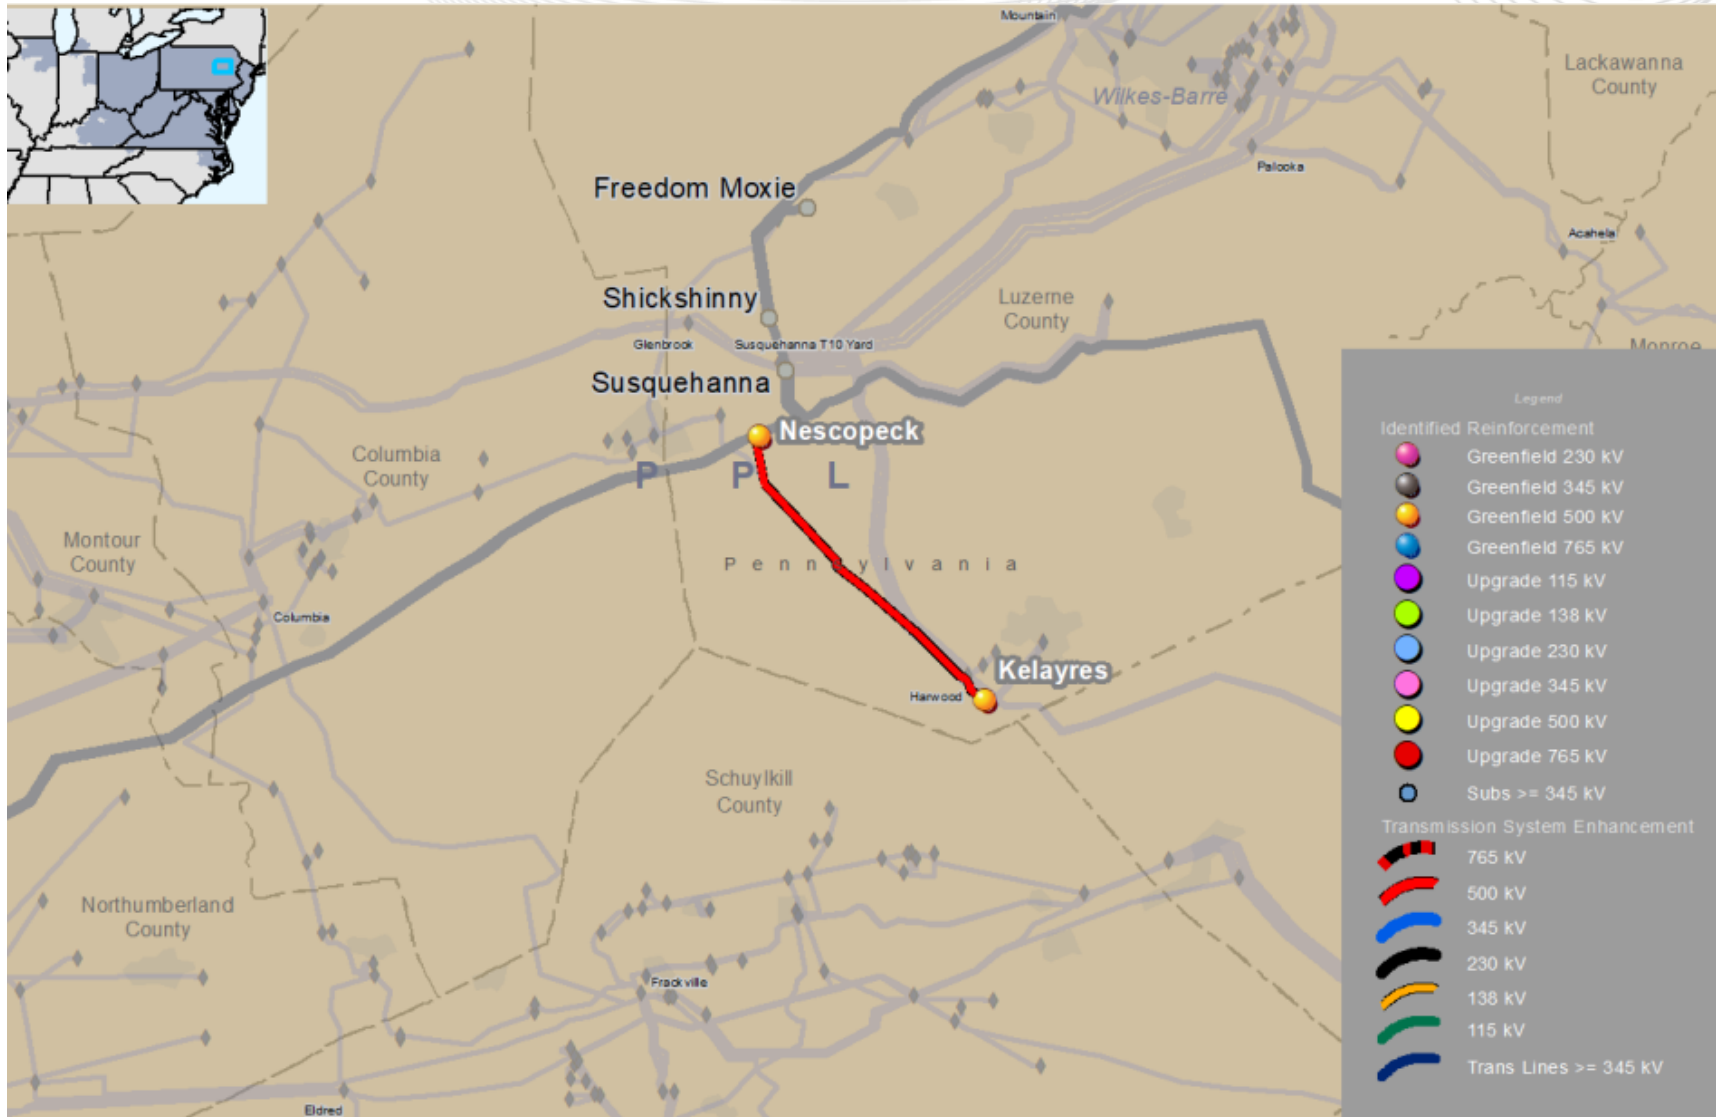 Mountain
Lackawanna
County
Wilkes-Barre
Palooka
Freedom Moxie
Acahela
Shickshinny
Luzerne
County
Glenbrook
Susquehanna T10 Yard
Monroe
Susquehanna
Nescopeck
Columbia
County
P P L
Montour
County
Pennsylvania
Columbia
Kelayres
Harwood
Schuylkill
County
Northumberland
County
Frackville
Eldred
Legend
Identified Reinforcement
Greenfield 230 kV
Greenfield 345 kV
Greenfield 500 kV
Greenfield 765 kV
Upgrade 115 kV
Upgrade 138 kV
Upgrade 230 kV
Upgrade 345 kV
Upgrade 500 kV
Upgrade 765 kV
Subs >= 345 kV
Transmission System Enhancement
765 kV
500 kV
345 kV
230 kV
138 kV
115 kV
Trans Lines >= 345 kV